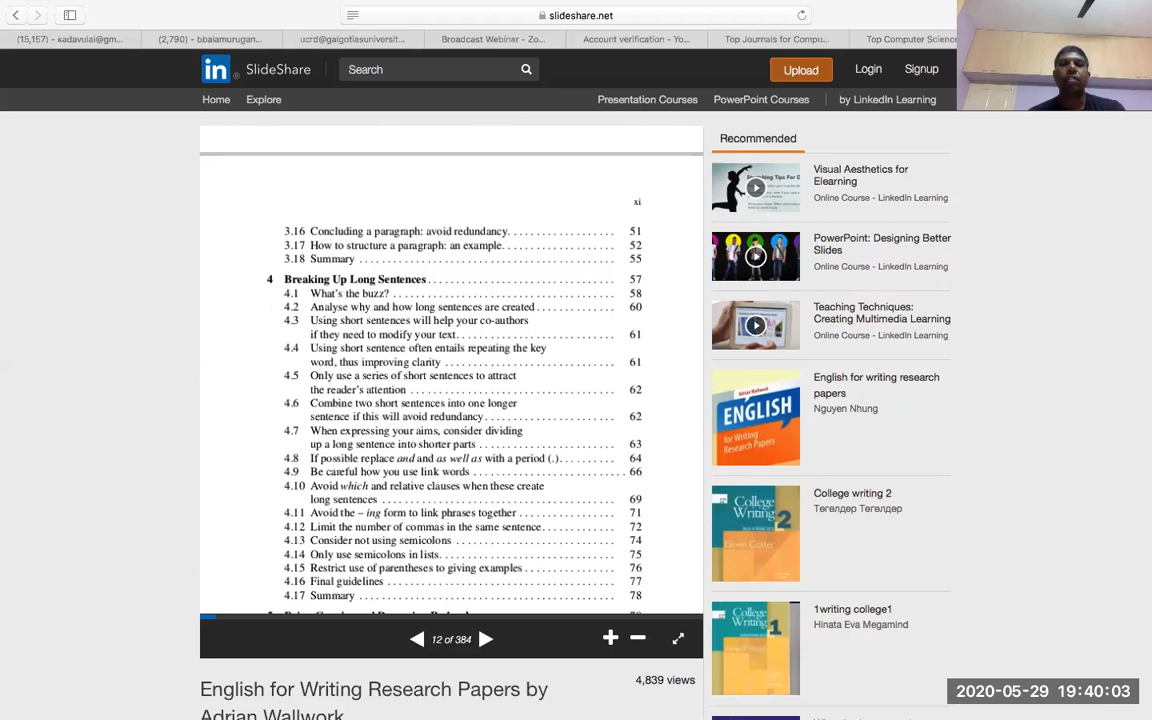 slideshare.net
(15,157) - kadavulai@gm...
(2,790) - bbalamurugan...
ucrd@galgotiasuniversit...
Broadcast Webinar - Zo...
Account verification - Yo...
Top Journals for Compu...
Top Computer Science
in SlideShare
Search
Upload
Login
Signup
Home
Explore
Presentation Courses
PowerPoint Courses
by LinkedIn Learning
xi
3.16 Concluding a paragraph: avoid redundancy. 51
3.17 How to structure a paragraph: an example 52
3.18 Summary 55
4 Breaking Up Long Sentences 57
4.1 What's the buzz? 58
4.2 Analyse why and how long sentences are created 60
4.3 Using short sentences will help your co-authors
if they need to modify your text 61
4.4 Using short sentence often entails repeating the key
word, thus improving clarity 61
4.5 Only use a series of short sentences to attract
the reader's attention 62
4.6 Combine two short sentences into one longer
sentence if this will avoid redundancy 62
4.7 When expressing your aims, consider dividing
up a long sentence into shorter parts 63
4.8 If possible replace and and as well as with a period (.) 64
4.9 Be careful how you use link words 66
4.10 Avoid which and relative clauses when these create
long sentences 69
4.11 Avoid the – ing form to link phrases together 71
4.12 Limit the number of commas in the same sentence 72
4.13 Consider not using semicolons 74
4.14 Only use semicolons in lists. 75
4.15 Restrict use of parentheses to giving examples 76
4.16 Final guidelines 77
4.17 Summary 78
12 of 384
English for Writing Research Papers by
Adrian Wallwork
4,839 views
Recommended
Visual Aesthetics for
Elearning
Online Course - LinkedIn Learning
PowerPoint: Designing Better
Slides
Online Course - LinkedIn Learning
Teaching Techniques:
Creating Multimedia Learning
Online Course - LinkedIn Learning
Adrian Wallwork
ENGLISH
for Writing
Research Papers
English for writing research
papers
Nguyen Nhung
College
Writing 2
College writing 2
Төгөлдөр Төгөлдөр
College
Writing 1
1writing college1
Hinata Eva Megamind
2020-05-29 19:40:03